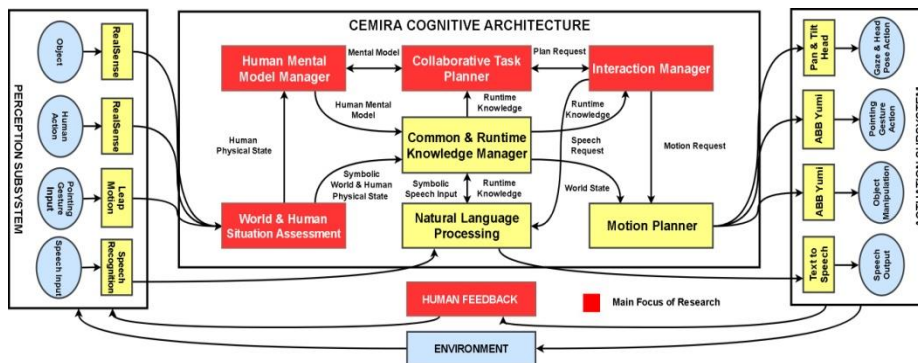 CEMIRA COGNITIVE ARCHITECTURE
PERCEPTION SUBSYSTEM
Object
RealSense
Human
Action
RealSense
Pointing
Gesture
Input
Leap
Motion
Speech Input
Speech
Recognition
Human Mental
Model Manager
Mental Model
Collaborative Task
Planner
Plan Request
Interaction Manager
Human Mental
Model
Runtime
Knowledge
Runtime
Knowledge
Human
Physical State
Common & Runtime
Knowledge Manager
Speech
Request
Motion Request
Symbolic
World & Human
Physical State
Symbolic
Speech Input
Runtime
Knowledge
World State
World & Human
Situation Assessment
Natural Language
Processing
Motion Planner
Pan & Tilt
Head
Gaze & Head
Pose Action
ABB Yumi
Pointing
Gesture
Action
ABB Yumi
Object
Manipulation
Text to
Speech
Speech
Output
HUMAN FEEDBACK
Main Focus of Research
ENVIRONMENT